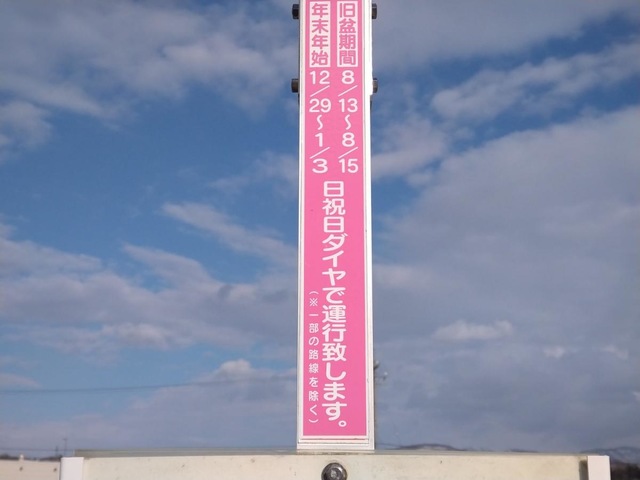 旧盆期間 8/13～8/15
年末年始 12/29～1/3
日祝日ダイヤで運行致します。
(※一部の路線を除く)